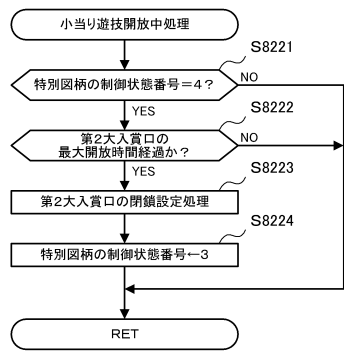 小当り遊技開放中処理
S8221
特別図柄の制御状態番号=4?
NO
YES
S8222
第2大入賞口の
最大開放時間経過か?
NO
YES
S8223
第2大入賞口の閉鎖設定処理
S8224
特別図柄の制御状態番号←3
RET